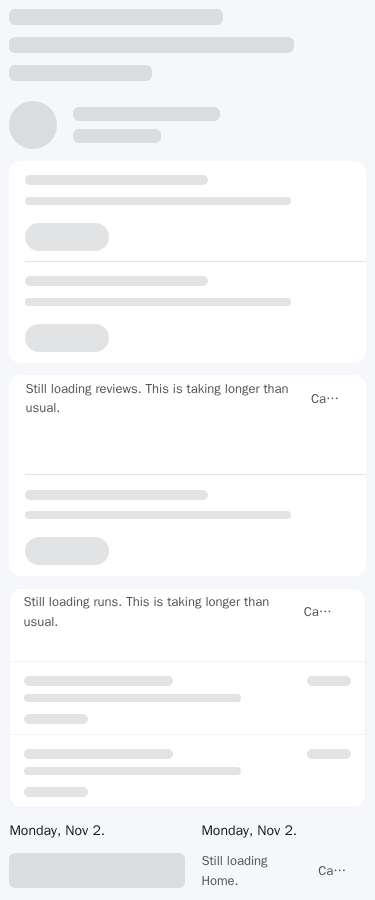 Still loading reviews. This is taking longer than
usual.
Ca···
Still loading runs. This is taking longer than
usual.
Ca···
Monday, Nov 2.
Monday, Nov 2.
Still loading
Home.
Ca···